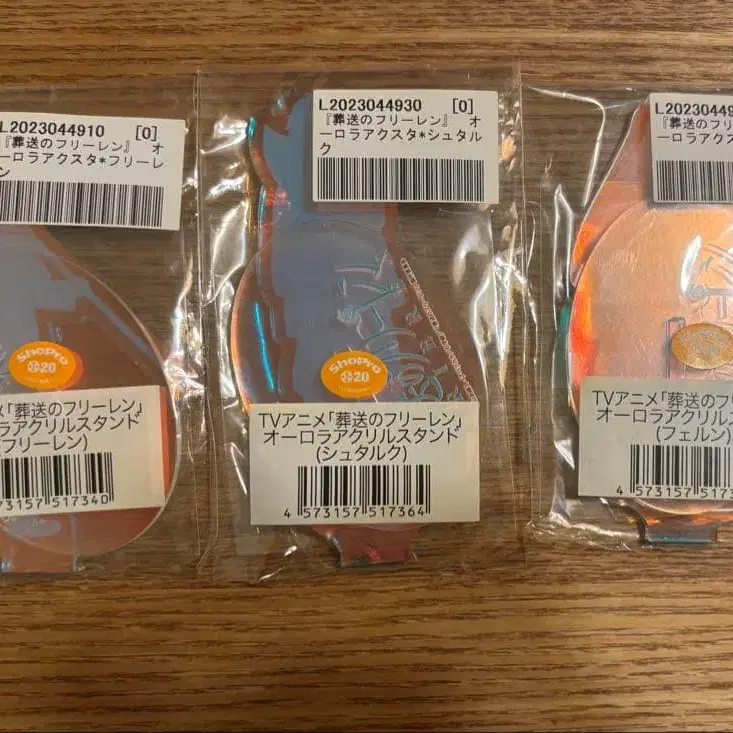 L2023044910 [0]
『葬送のフリーレン』 オ
ーロラアクスタ*フリーレ
ン
ShoPro
20
メ「葬送のフリーレン」
ラアクリルスタンド
フリーレン)
73157 517340
L2023044930 [0]
『葬送のフリーレン』 オ
ーロラアクスタ*シュタル
ク
ShoPro
20
TVアニメ「葬送のフリーレン」
オーロラアクリルスタンド
(シュタルク)
4 573157 517364
L20230449
『葬送のフリ
ーロラアクスタ
TVアニメ「葬送のフリー
オーロラアクリルス
(フェルン)
4 573157 5173